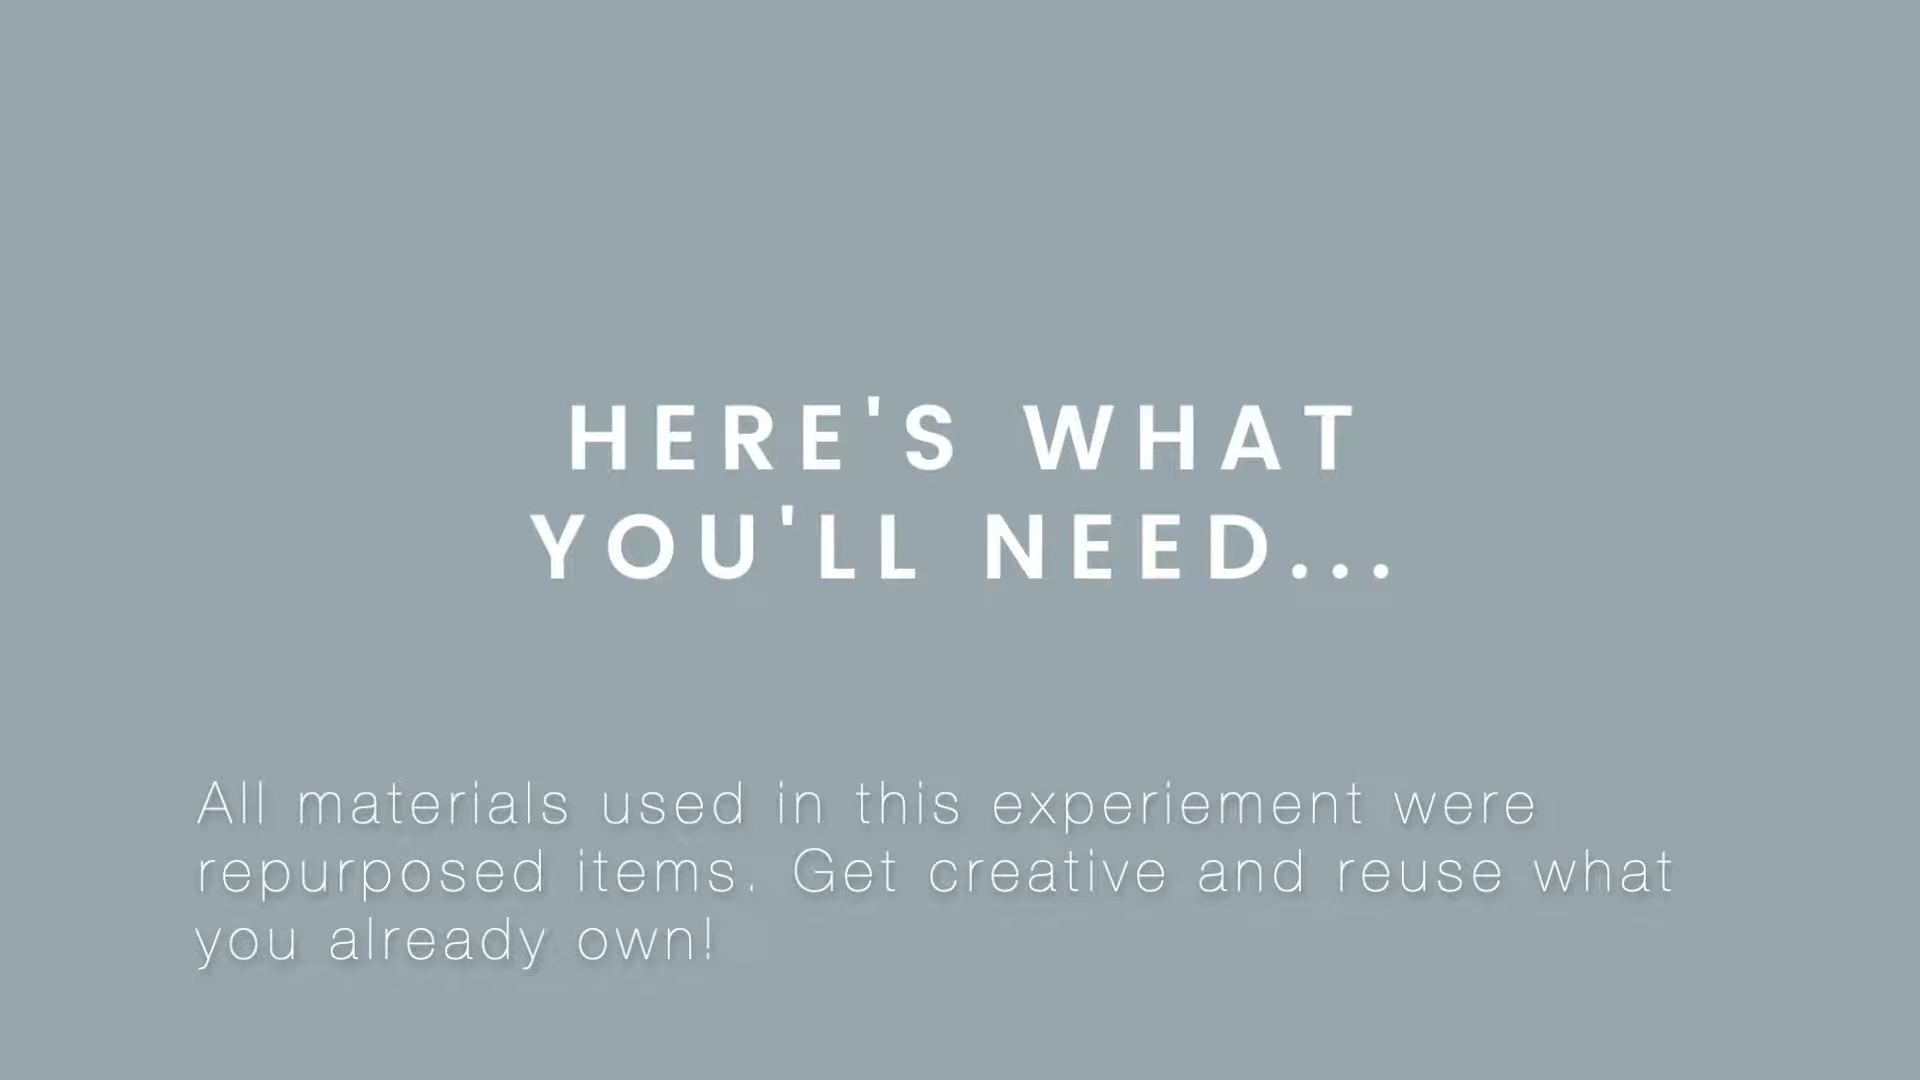 HERE'S WHAT
YOU'LL NEED...
All materials used in this experiement were
repurposed items. Get creative and reuse what
you already own!